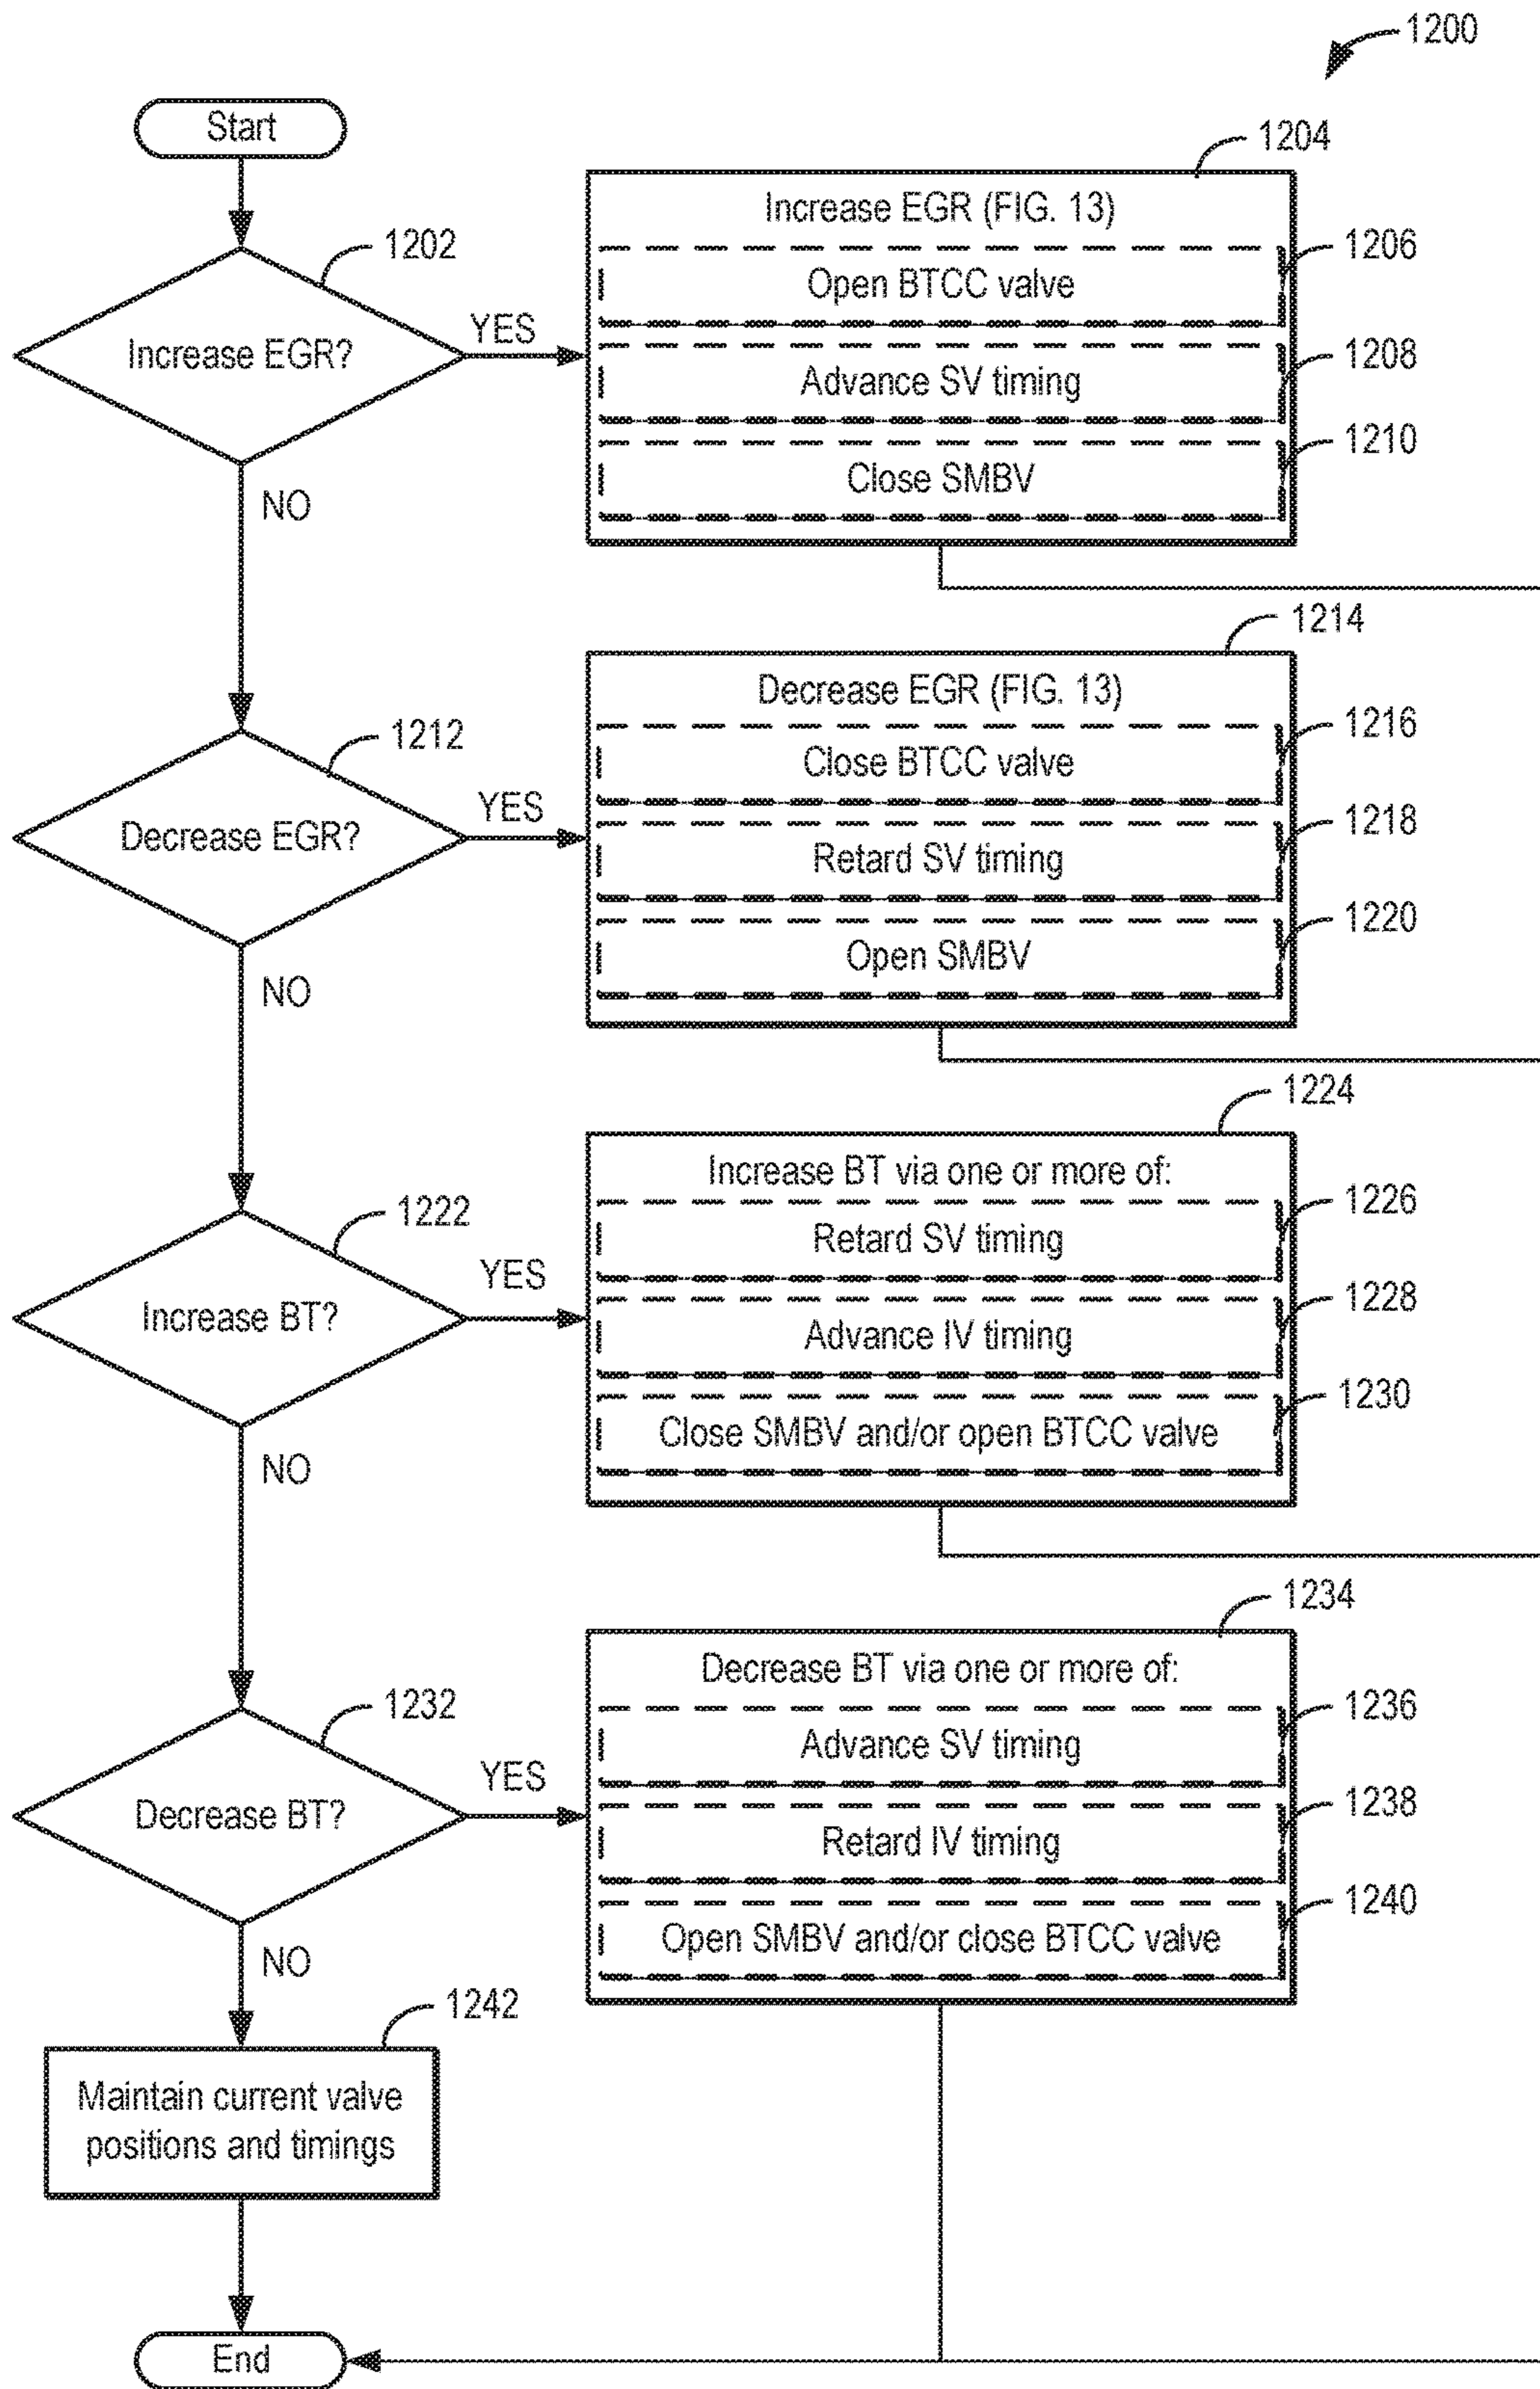 1200
Start
1204
Increase EGR (FIG. 13)
1202
1206
Open BTCC valve
YES
Increase EGR?
1208
Advance SV timing
1210
Close SMBV
NO
1214
Decrease EGR (FIG. 13)
1212
1216
Close BTCC valve
YES
Decrease EGR?
1218
Retard SV timing
1220
Open SMBV
NO
1224
Increase BT via one or more of:
1222
1226
Retard SV timing
YES
Increase BT?
1228
Advance IV timing
1230
Close SMBV and/or open BTCC valve
NO
1234
Decrease BT via one or more of:
1232
1236
Advance SV timing
YES
Decrease BT?
1238
Retard IV timing
1240
Open SMBV and/or close BTCC valve
NO
1242
Maintain current valve
positions and timings
End